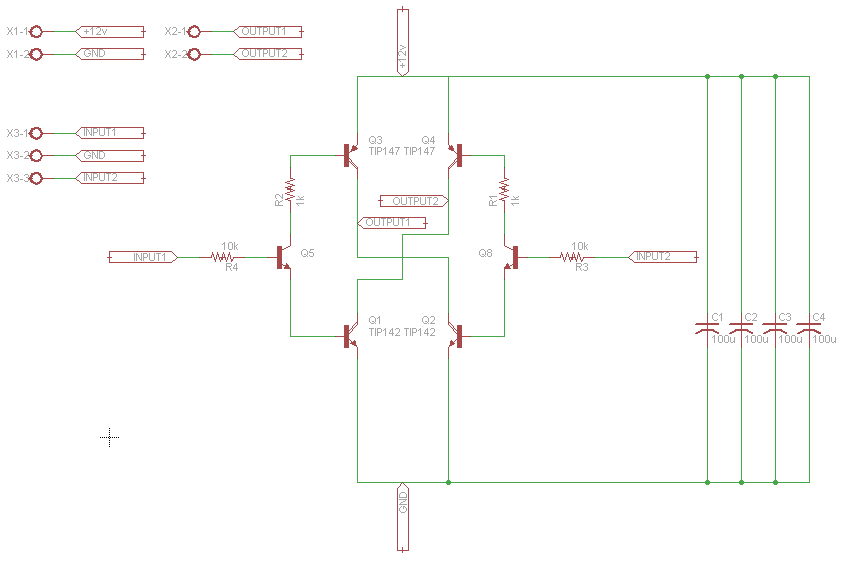 X1-1 +12v X2-1 OUTPUT1
X1-2 GND X2-2 OUTPUT2
+12v
X3-1 INPUT1
X3-2 GND
X3-3 INPUT2
Q3 Q4
TIP147 TIP147
R2 1k
OUTPUT2
R1 1k
OUTPUT1
10k 10k
INPUT1 Q5 Q8 INPUT2
R4 R3
Q1 Q2
TIP142 TIP142
C1 C2 C3 C4
100u 100u 100u 100u
GND